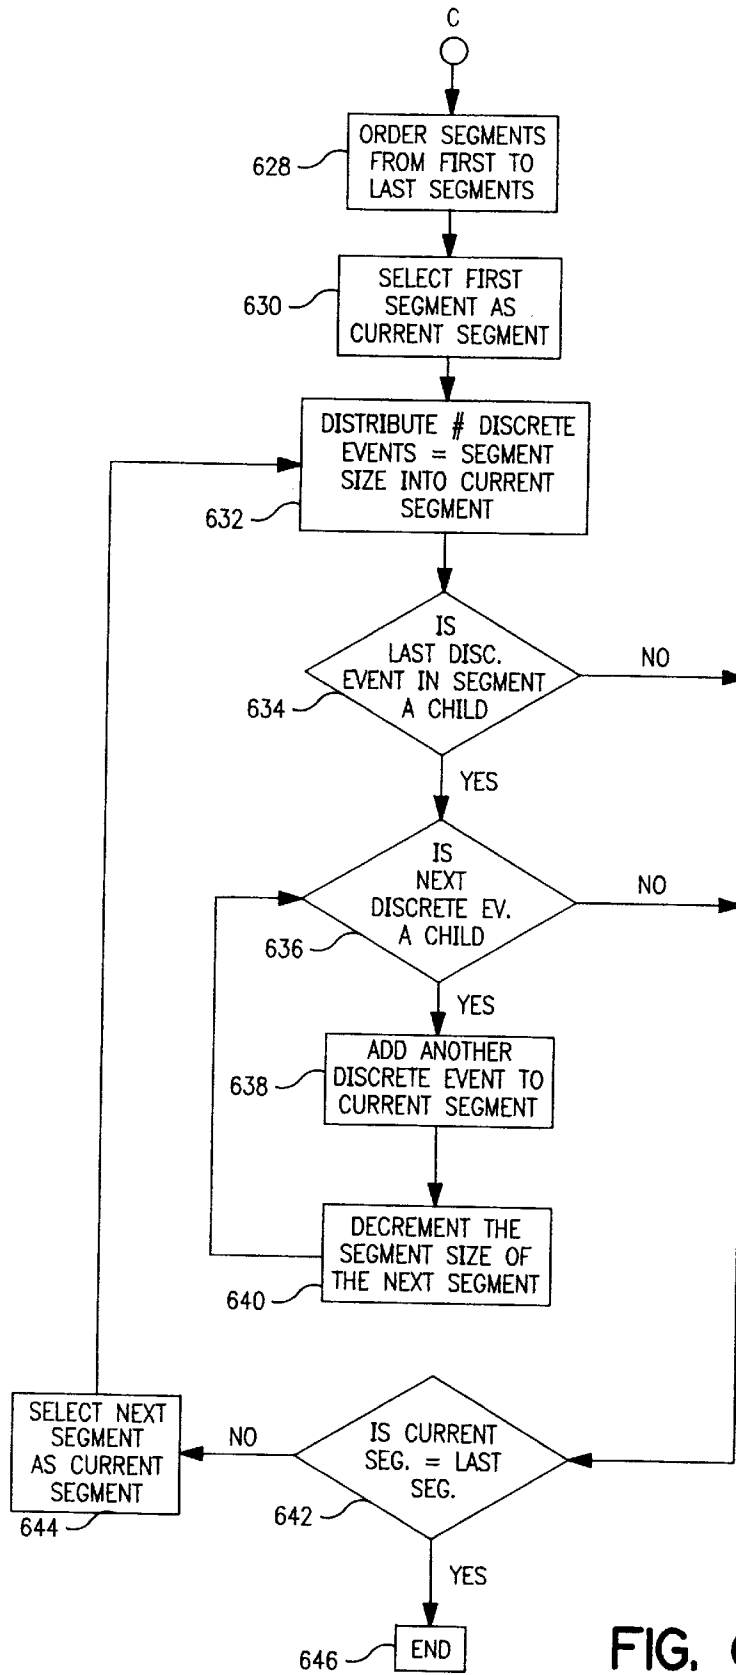 C
ORDER SEGMENTS
FROM FIRST TO
LAST SEGMENTS
628
SELECT FIRST
SEGMENT AS
CURRENT SEGMENT
630
DISTRIBUTE # DISCRETE
EVENTS = SEGMENT
SIZE INTO CURRENT
SEGMENT
632
IS
LAST DISC.
EVENT IN SEGMENT
A CHILD
NO
634
YES
IS
NEXT
DISCRETE EV.
A CHILD
NO
636
YES
ADD ANOTHER
DISCRETE EVENT TO
CURRENT SEGMENT
638
DECREMENT THE
SEGMENT SIZE OF
THE NEXT SEGMENT
640
SELECT NEXT
SEGMENT
AS CURRENT
SEGMENT
644
NO
IS CURRENT
SEG. = LAST
SEG.
642
YES
END
646
FIG.